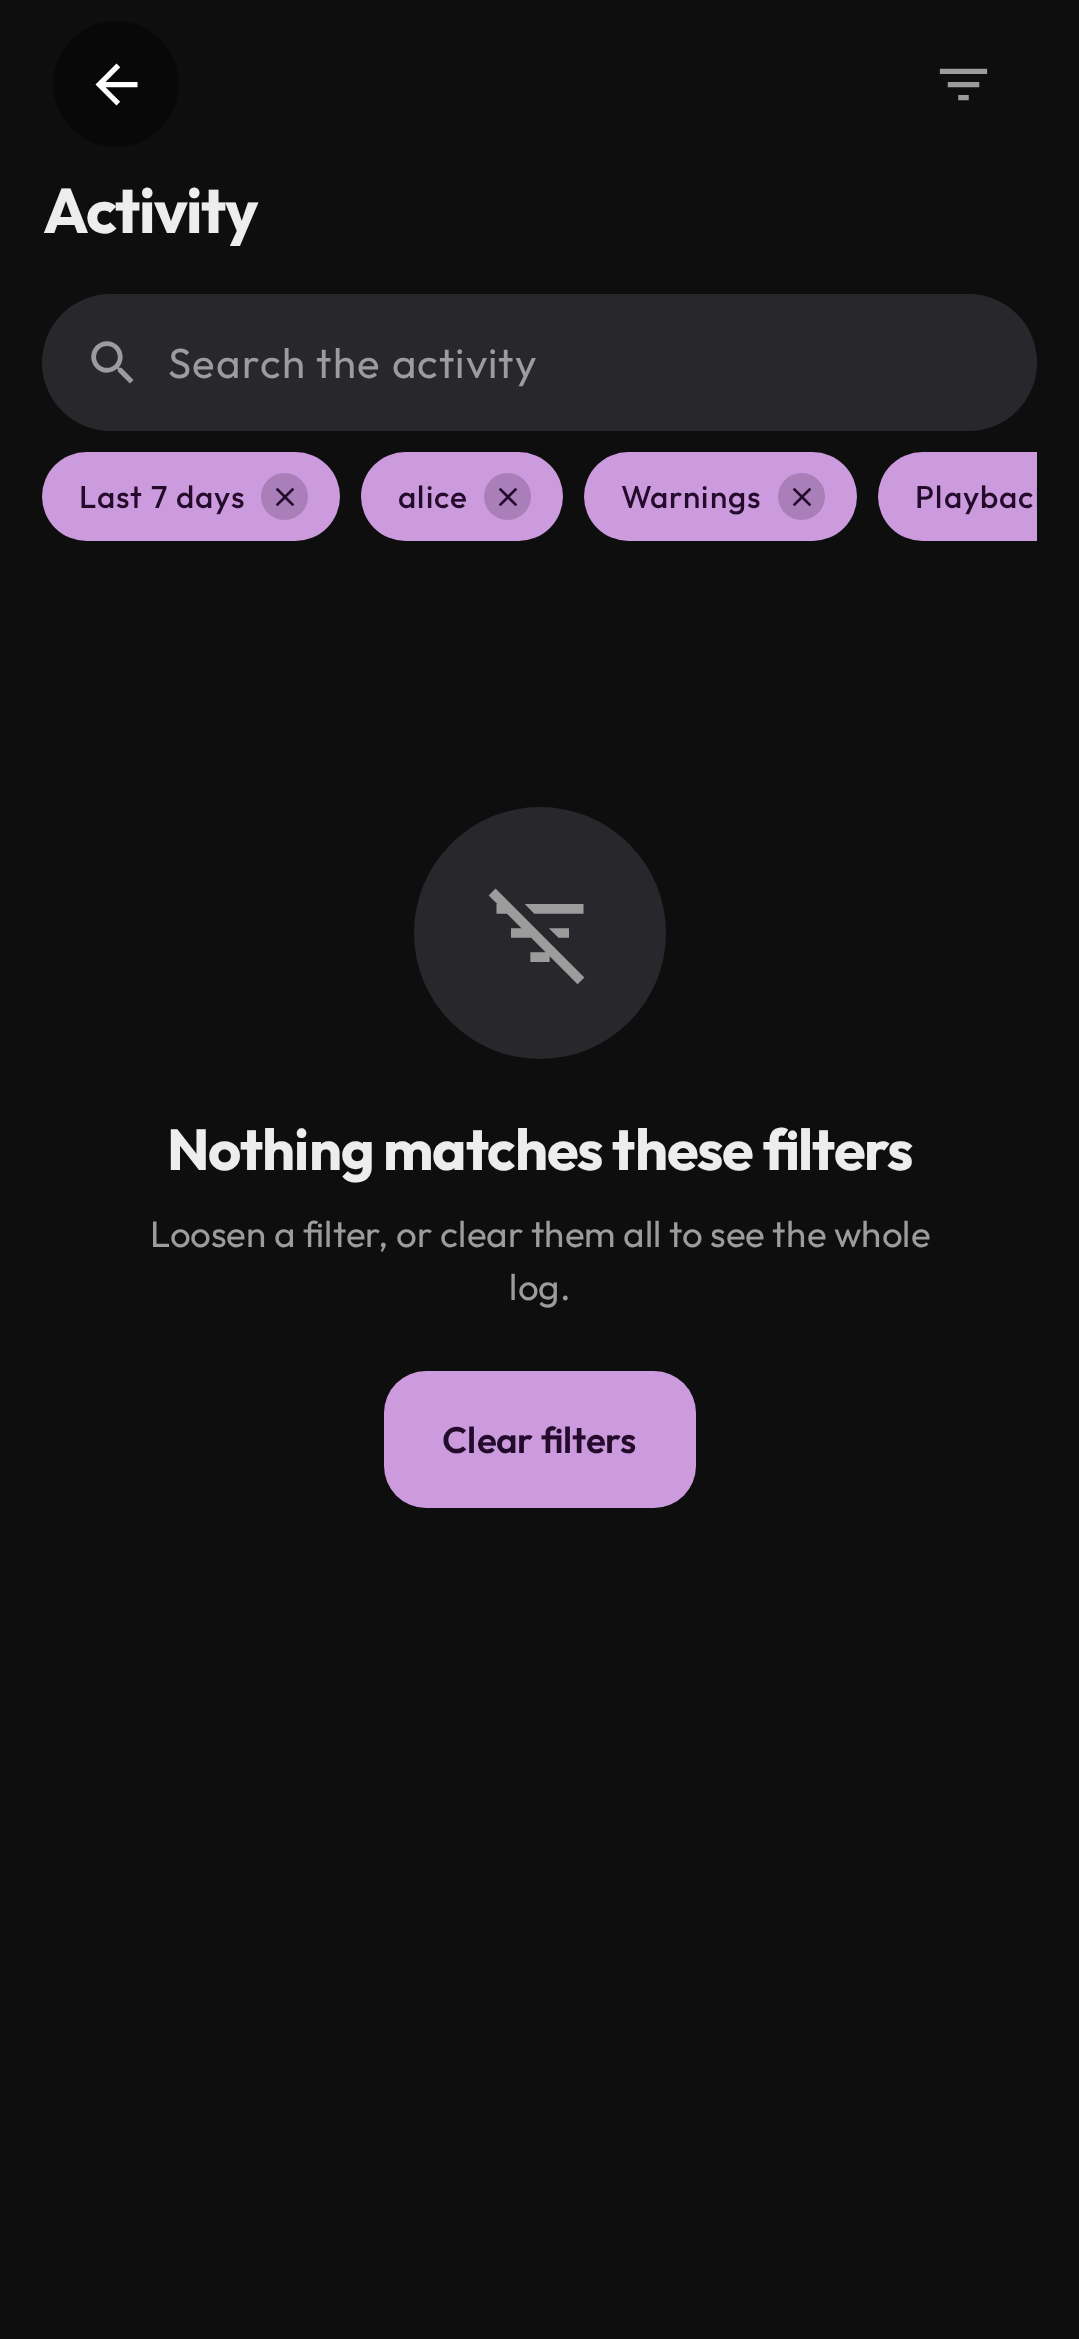 Activity
Search the activity
Last 7 days alice Warnings Playbac
Nothing matches these filters
Loosen a filter, or clear them all to see the whole
log.
Clear filters